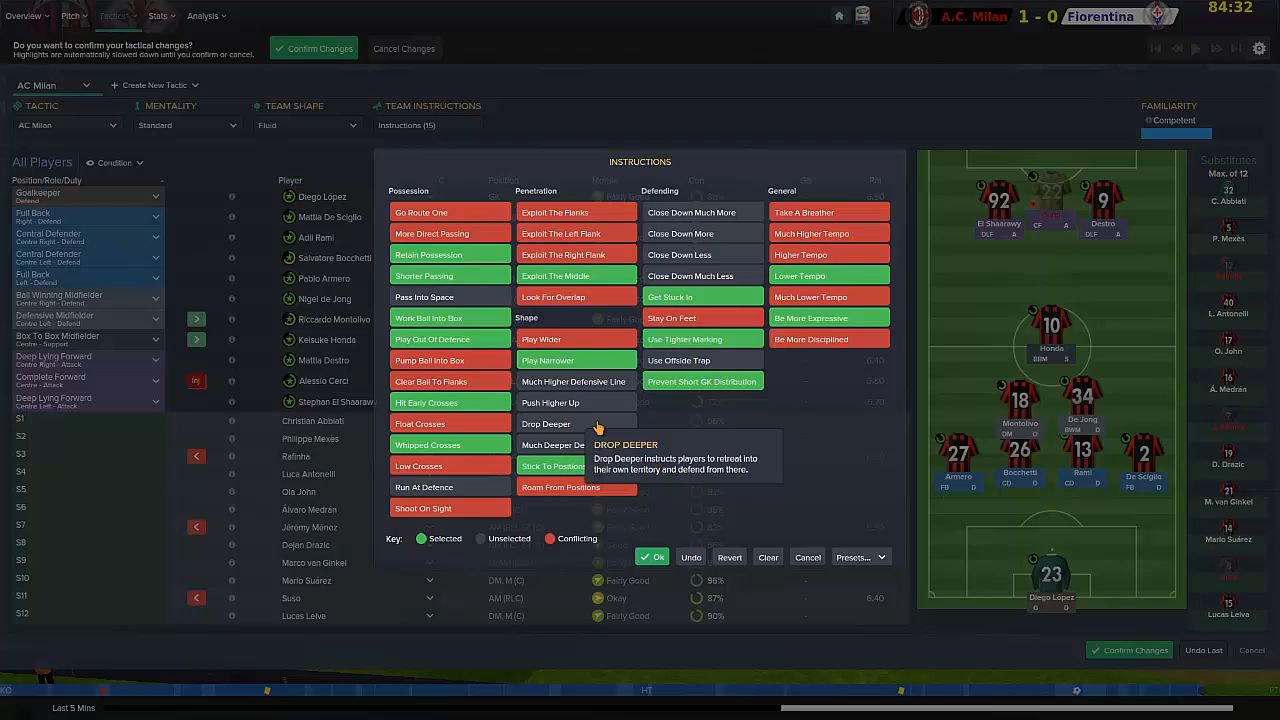 Overview
Pitch
Tactics
Stats
Analysis
A.C. Milan 1 - 0 Fiorentina
84:32
Do you want to confirm your tactical changes?
Highlights are automatically slowed down until you confirm or cancel.
Confirm Changes
Cancel Changes
AC Milan
+ Create New Tactic
TACTIC
MENTALITY
TEAM SHAPE
TEAM INSTRUCTIONS
FAMILIARITY
AC Milan
Standard
Fluid
Instructions (15)
Competent
All Players
Condition
Position/Role/Duty
Player
Goalkeeper
Defend
Diego López
Full Back
Right - Defend
Mattia De Sciglio
Central Defender
Centre Right - Defend
Adil Rami
Central Defender
Centre Left - Defend
Salvatore Bocchetti
Full Back
Left - Defend
Pablo Armero
Ball Winning Midfielder
Centre Right - Defend
Nigel de Jong
Defensive Midfielder
Centre Left - Defend
Riccardo Montolivo
Box To Box Midfielder
Centre - Support
Keisuke Honda
Deep Lying Forward
Centre Right - Attack
Mattia Destro
Complete Forward
Centre - Attack
Inj
Alessio Cerci
Deep Lying Forward
Centre Left - Attack
Stephan El Shaarawy
S1
Christian Abbiati
S2
Philippe Mexès
S3
Rafinha
S4
Luca Antonelli
S5
Ola John
S6
Álvaro Medrán
S7
Jérémy Ménez
S8
Dejan Drazic
S9
Marco van Ginkel
S10
Mario Suárez
DM, M (C)
Fairly Good
96%
S11
Suso
AM (RLC)
Okay
87%
6.40
S12
Lucas Leiva
DM, M (C)
Fairly Good
90%
INSTRUCTIONS
Possession
Go Route One
More Direct Passing
Retain Possession
Shorter Passing
Pass Into Space
Work Ball Into Box
Play Out Of Defence
Pump Ball Into Box
Clear Ball To Flanks
Hit Early Crosses
Float Crosses
Whipped Crosses
Low Crosses
Run At Defence
Shoot On Sight
Penetration
Exploit The Flanks
Exploit The Left Flank
Exploit The Right Flank
Exploit The Middle
Look For Overlap
Shape
Play Wider
Play Narrower
Much Higher Defensive Line
Push Higher Up
Drop Deeper
Much Deeper De
Stick To Positions
Roam From Positions
Defending
Close Down Much More
Close Down More
Close Down Less
Close Down Much Less
Get Stuck In
Stay On Feet
Use Tighter Marking
Use Offside Trap
Prevent Short GK Distribution
General
Take A Breather
Much Higher Tempo
Higher Tempo
Lower Tempo
Much Lower Tempo
Be More Expressive
Be More Disciplined
DROP DEEPER
Drop Deeper instructs players to retreat into
their own territory and defend from there.
Key:
Selected
Unselected
Conflicting
Ok
Undo
Revert
Clear
Cancel
Presets...
92
22
9
El Shaarawy
Destro
DLF A
CF A
DLF A
10
Honda
BBM S
18
34
Montolivo
De Jong
DM D
BWM D
27
26
13
2
Armero
Bocchetti
Rami
De Sciglio
FB D
CD D
CD D
FB D
23
Diego López
G D
Substitutes
Max. of 12
32
C. Abbiati
5
P. Mexès
40
L. Antonelli
17
O. John
16
Á. Medrán
19
D. Drazic
21
M. van Ginkel
14
Mario Suárez
15
Lucas Leiva
Confirm Changes
Undo Last
Cancel
KO
HT
Last 5 Mins